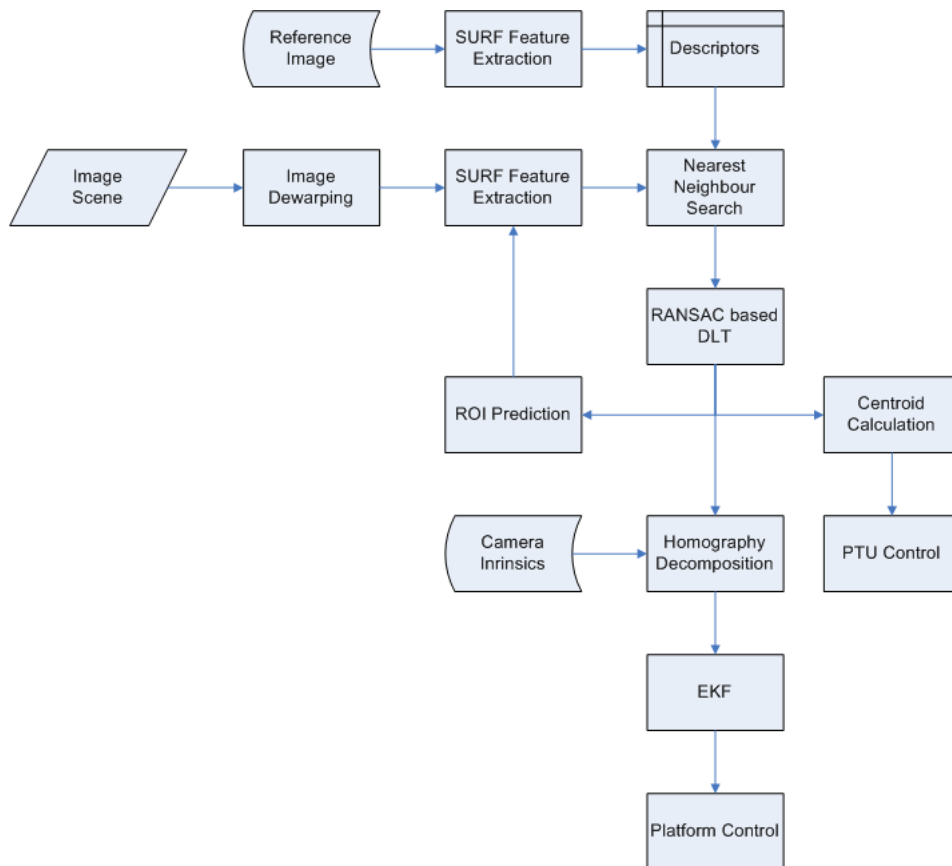 Reference
Image
SURF Feature
Extraction
Descriptors
Image
Scene
Image
Dewarping
SURF Feature
Extraction
Nearest
Neighbour
Search
RANSAC based
DLT
ROI Prediction
Centroid
Calculation
Camera
Inrinsics
Homography
Decomposition
PTU Control
EKF
Platform Control